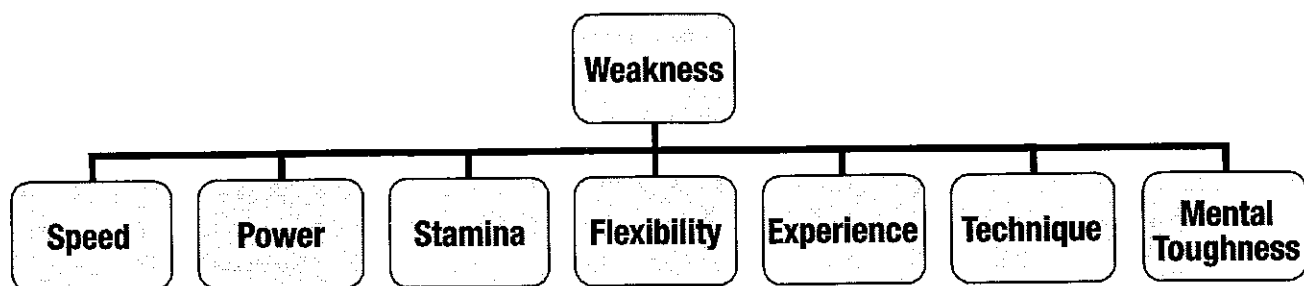 Weakness
Speed
Power
Stamina
Flexibility
Experience
Technique
Mental
Toughness